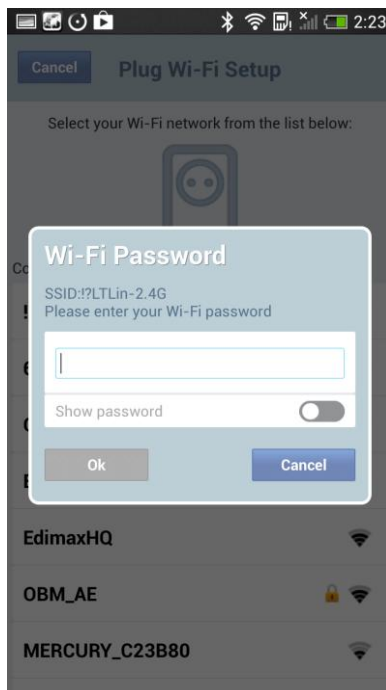 2:23
Cancel
Plug Wi-Fi Setup
Select your Wi-Fi network from the list below:
Wi-Fi Password
SSID:!?LTLin-2.4G
Please enter your Wi-Fi password
Show password
Ok
Cancel
EdimaxHQ
OBM_AE
MERCURY_C23B80